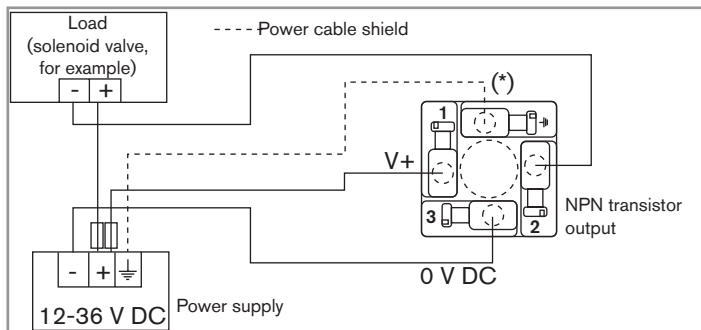 Load
(solenoid valve,
for example)
- +
Power cable shield
(*)
1
V+
3
2
NPN transistor
output
0 V DC
- +
12-36 V DC
Power supply